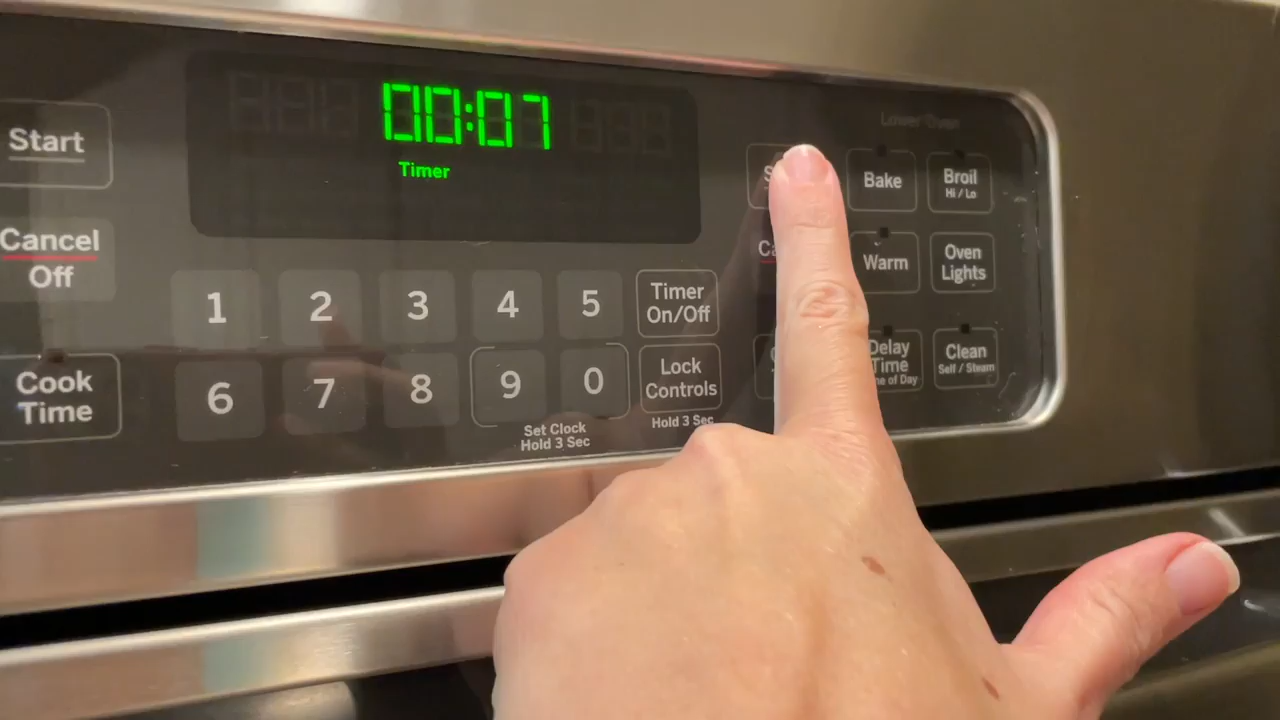 Start
Cancel
Off
Cook
Time
00:07
Timer
1 2 3 4 5
6 7 8 9 0
Set Clock
Hold 3 Sec
Timer
On/Off
Lock
Controls
Hold 3 Sec
Lower Oven
Bake
Broil
Hi / Lo
Warm
Oven
Lights
Delay
Time
Clean
Self / Steam